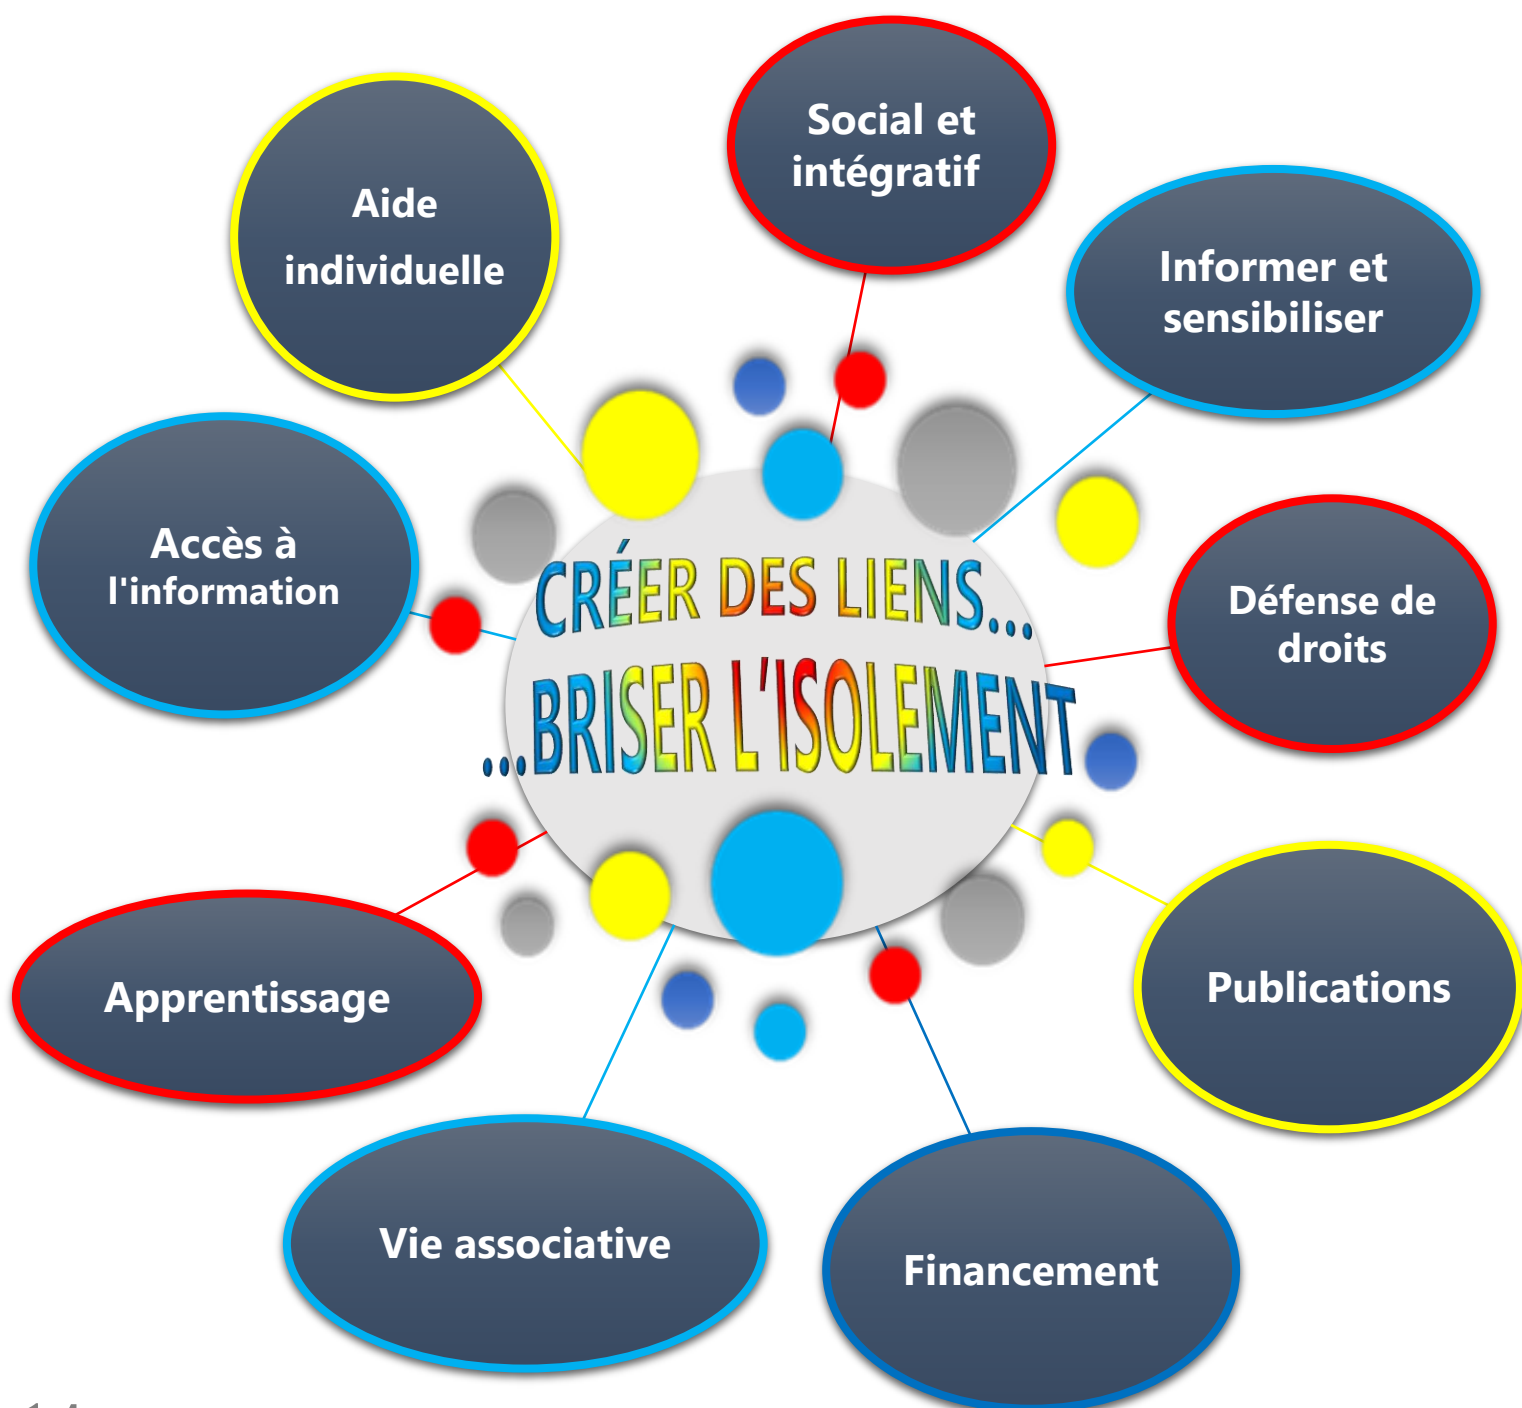 Social et
intégratif
Aide
individuelle
Informer et
sensibiliser
Accès à
l'information
CRÉER DES LIENS...
...BRISER L'ISOLEMENT
Défense de
droits
Apprentissage
Publications
Vie associative
Financement